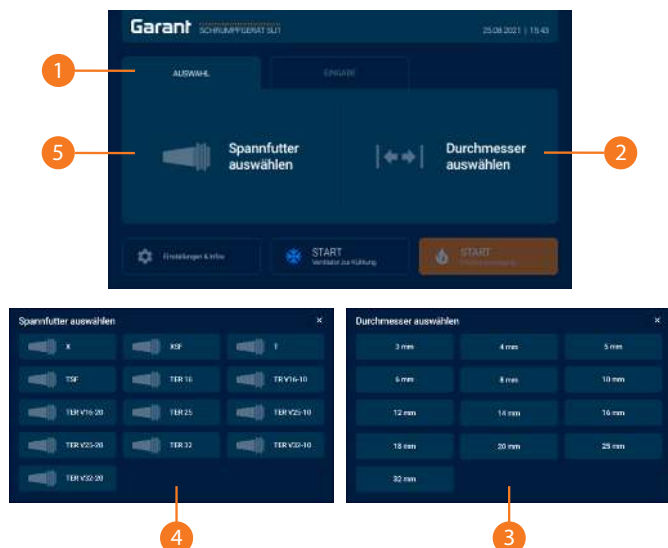 Garant SCHRUMPFGERÄT SU1
25.08.2021 | 15:43
1
AUSWAHL
EINGABE
5
Spannfutter
auswählen
Durchmesser
auswählen
2
Einstellungen & Infos
START
Ventilator zur Kühlung
START
Spannfutter auswählen
×
X
XSF
T
TSF
TER 16
TR V16-10
TER V16-20
TER 25
TER V25-10
TER V25-20
TER 32
TER V32-10
TER V32-20
4
Durchmesser auswählen
×
3 mm
4 mm
5 mm
6 mm
8 mm
10 mm
12 mm
14 mm
16 mm
18 mm
20 mm
25 mm
32 mm
3